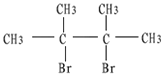 CH₃ CH₃
CH₃ — C — C — CH₃
Br Br